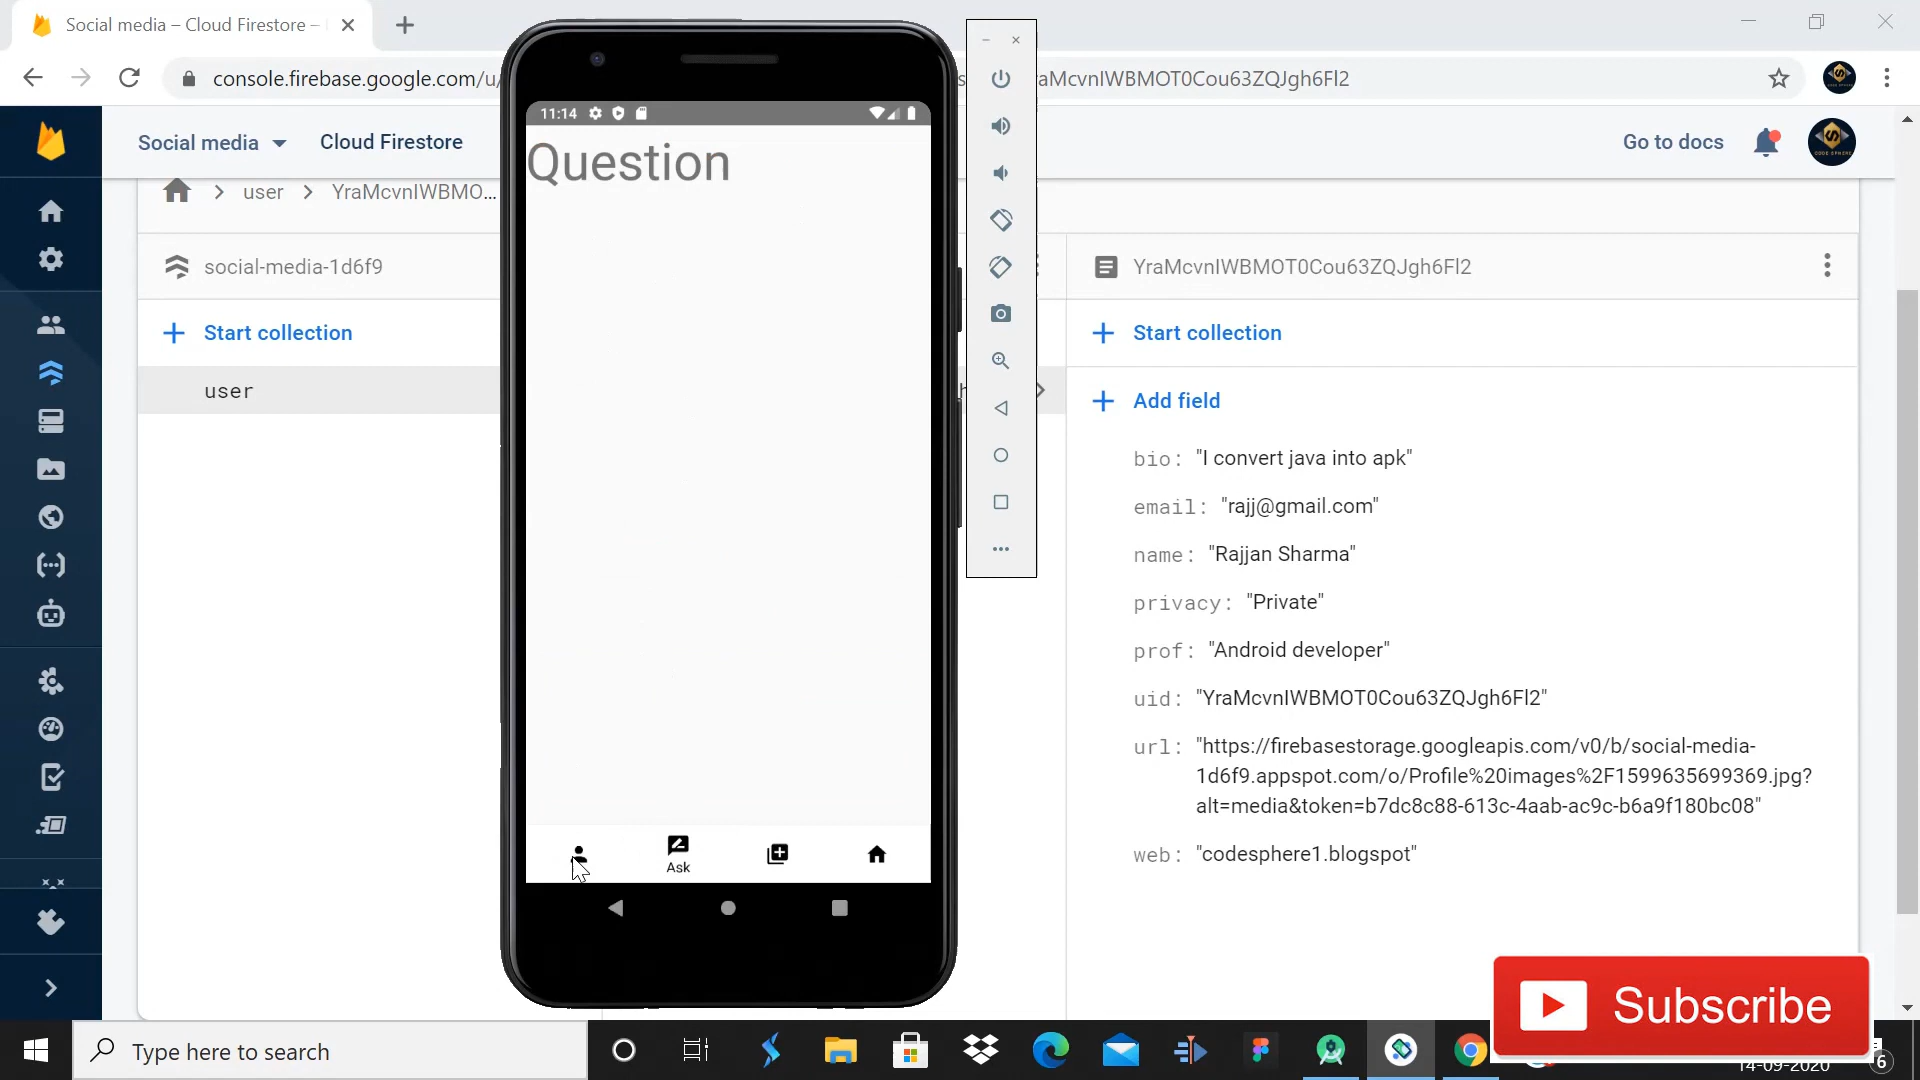 Social media – Cloud Firestore –
console.firebase.google.com/u/
aMcvnIWBMOT0Cou63ZQJgh6Fl2
Social media
Cloud Firestore
Go to docs
user
YraMcvnIWBMO...
social-media-1d6f9
YraMcvnIWBMOT0Cou63ZQJgh6Fl2
Start collection
Start collection
user
Add field
bio: "I convert java into apk"
email: "rajj@gmail.com"
name: "Rajjan Sharma"
privacy: "Private"
prof: "Android developer"
uid: "YraMcvnIWBMOT0Cou63ZQJgh6Fl2"
url: "https://firebasestorage.googleapis.com/v0/b/social-media-
1d6f9.appspot.com/o/Profile%20images%2F1599635699369.jpg?
alt=media&token=b7dc8c88-613c-4aab-ac9c-b6a9f180bc08"
web: "codesphere1.blogspot"
11:14
Question
Ask
Subscribe
Type here to search
14-09-2020
6